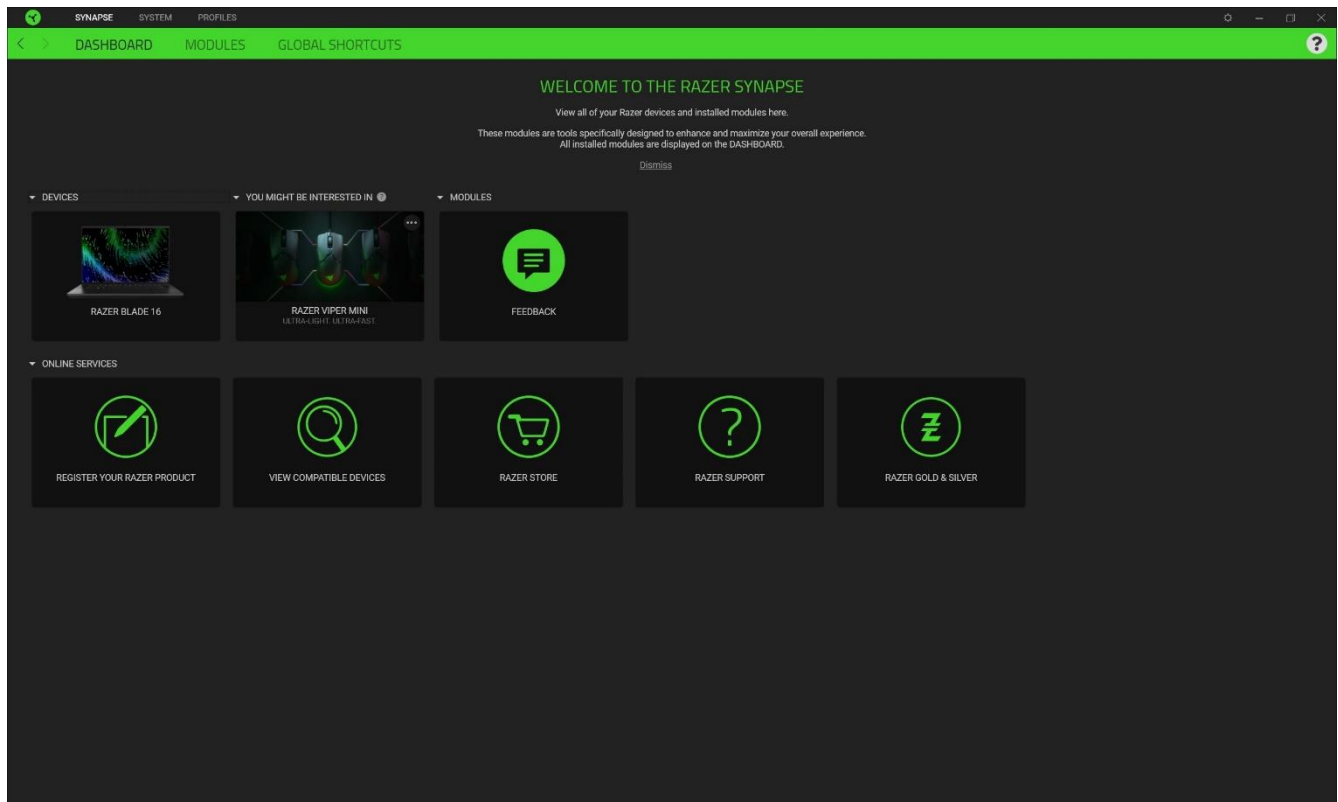 SYNAPSE SYSTEM PROFILES
DASHBOARD MODULES GLOBAL SHORTCUTS ?
WELCOME TO THE RAZER SYNAPSE
View all of your Razer devices and installed modules here.
These modules are tools specifically designed to enhance and maximize your overall experience.
All installed modules are displayed on the DASHBOARD.
Dismiss
DEVICES
YOU MIGHT BE INTERESTED IN ?
MODULES
RAZER BLADE 16
RAZER VIPER MINI
ULTRA-LIGHT. ULTRA-FAST.
FEEDBACK
ONLINE SERVICES
REGISTER YOUR RAZER PRODUCT
VIEW COMPATIBLE DEVICES
RAZER STORE
RAZER SUPPORT
RAZER GOLD & SILVER